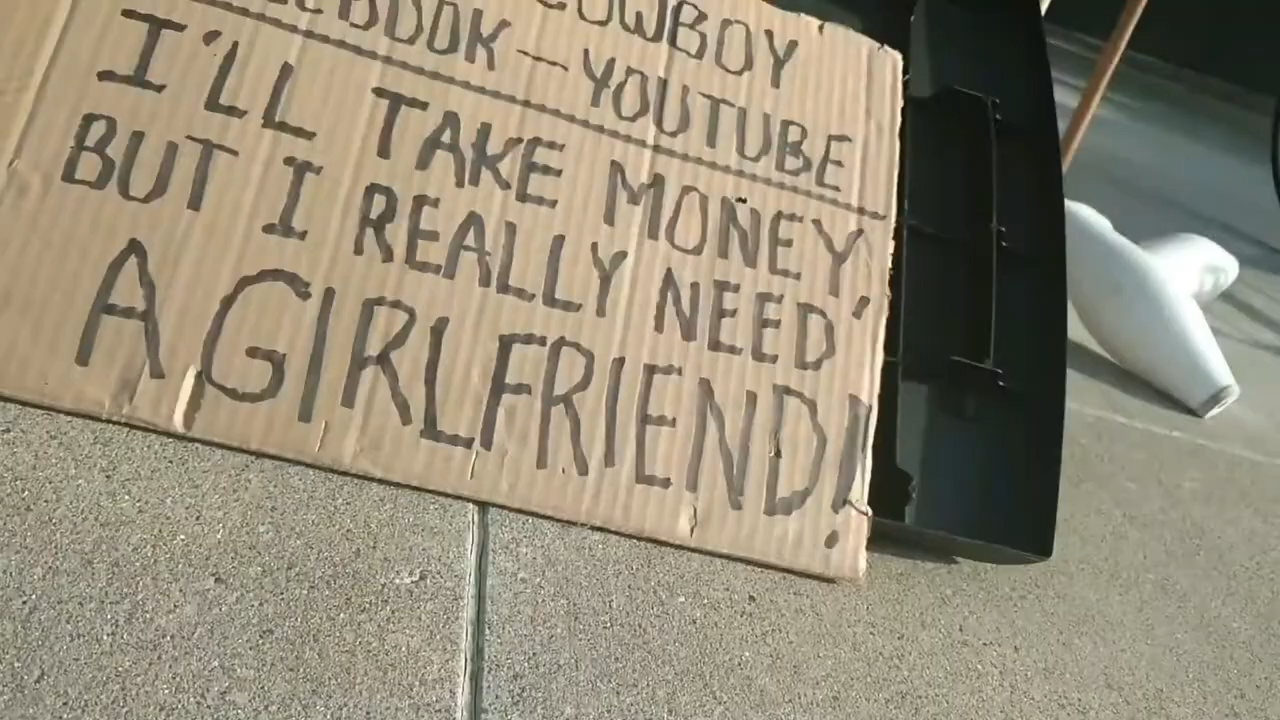 COWBOY
— YOUTUBE
I'LL TAKE MONEY,
BUT I REALLY NEED
A GIRLFRIEND!